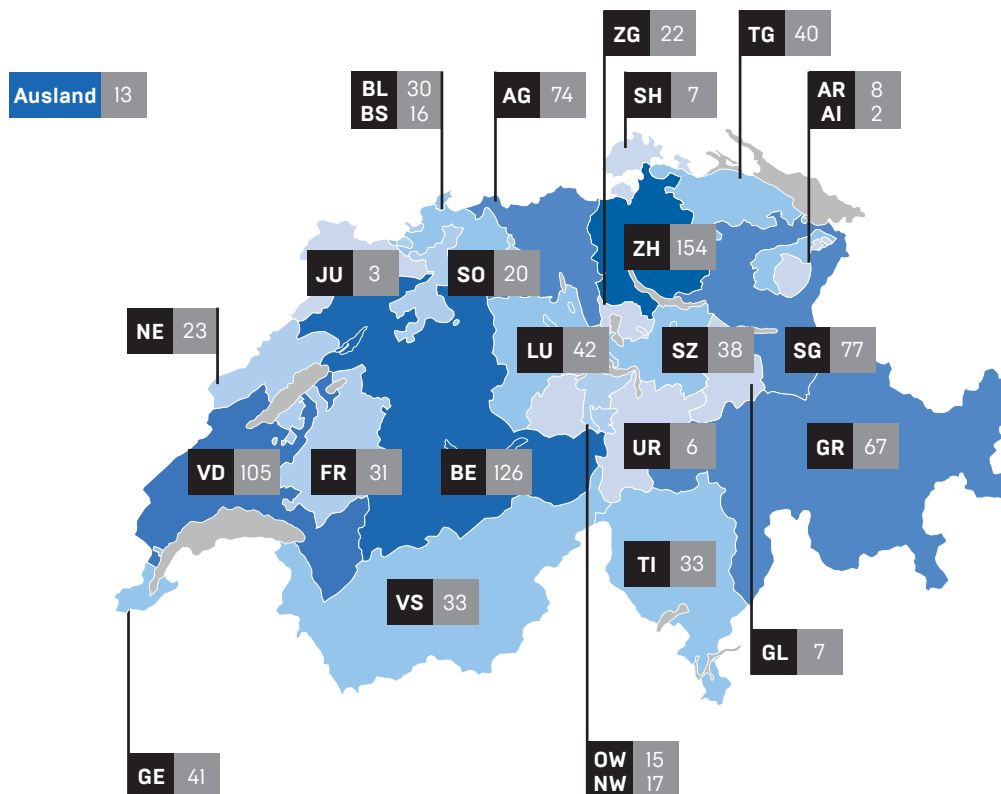 ZG 22
TG 40
Ausland 13
BL 30
BS 16
AG 74
SH 7
AR 8
AI 2
ZH 154
JU 3
SO 20
NE 23
LU 42
SZ 38
SG 77
VD 105
FR 31
BE 126
UR 6
GR 67
TI 33
VS 33
GL 7
OW 15
NW 17
GE 41